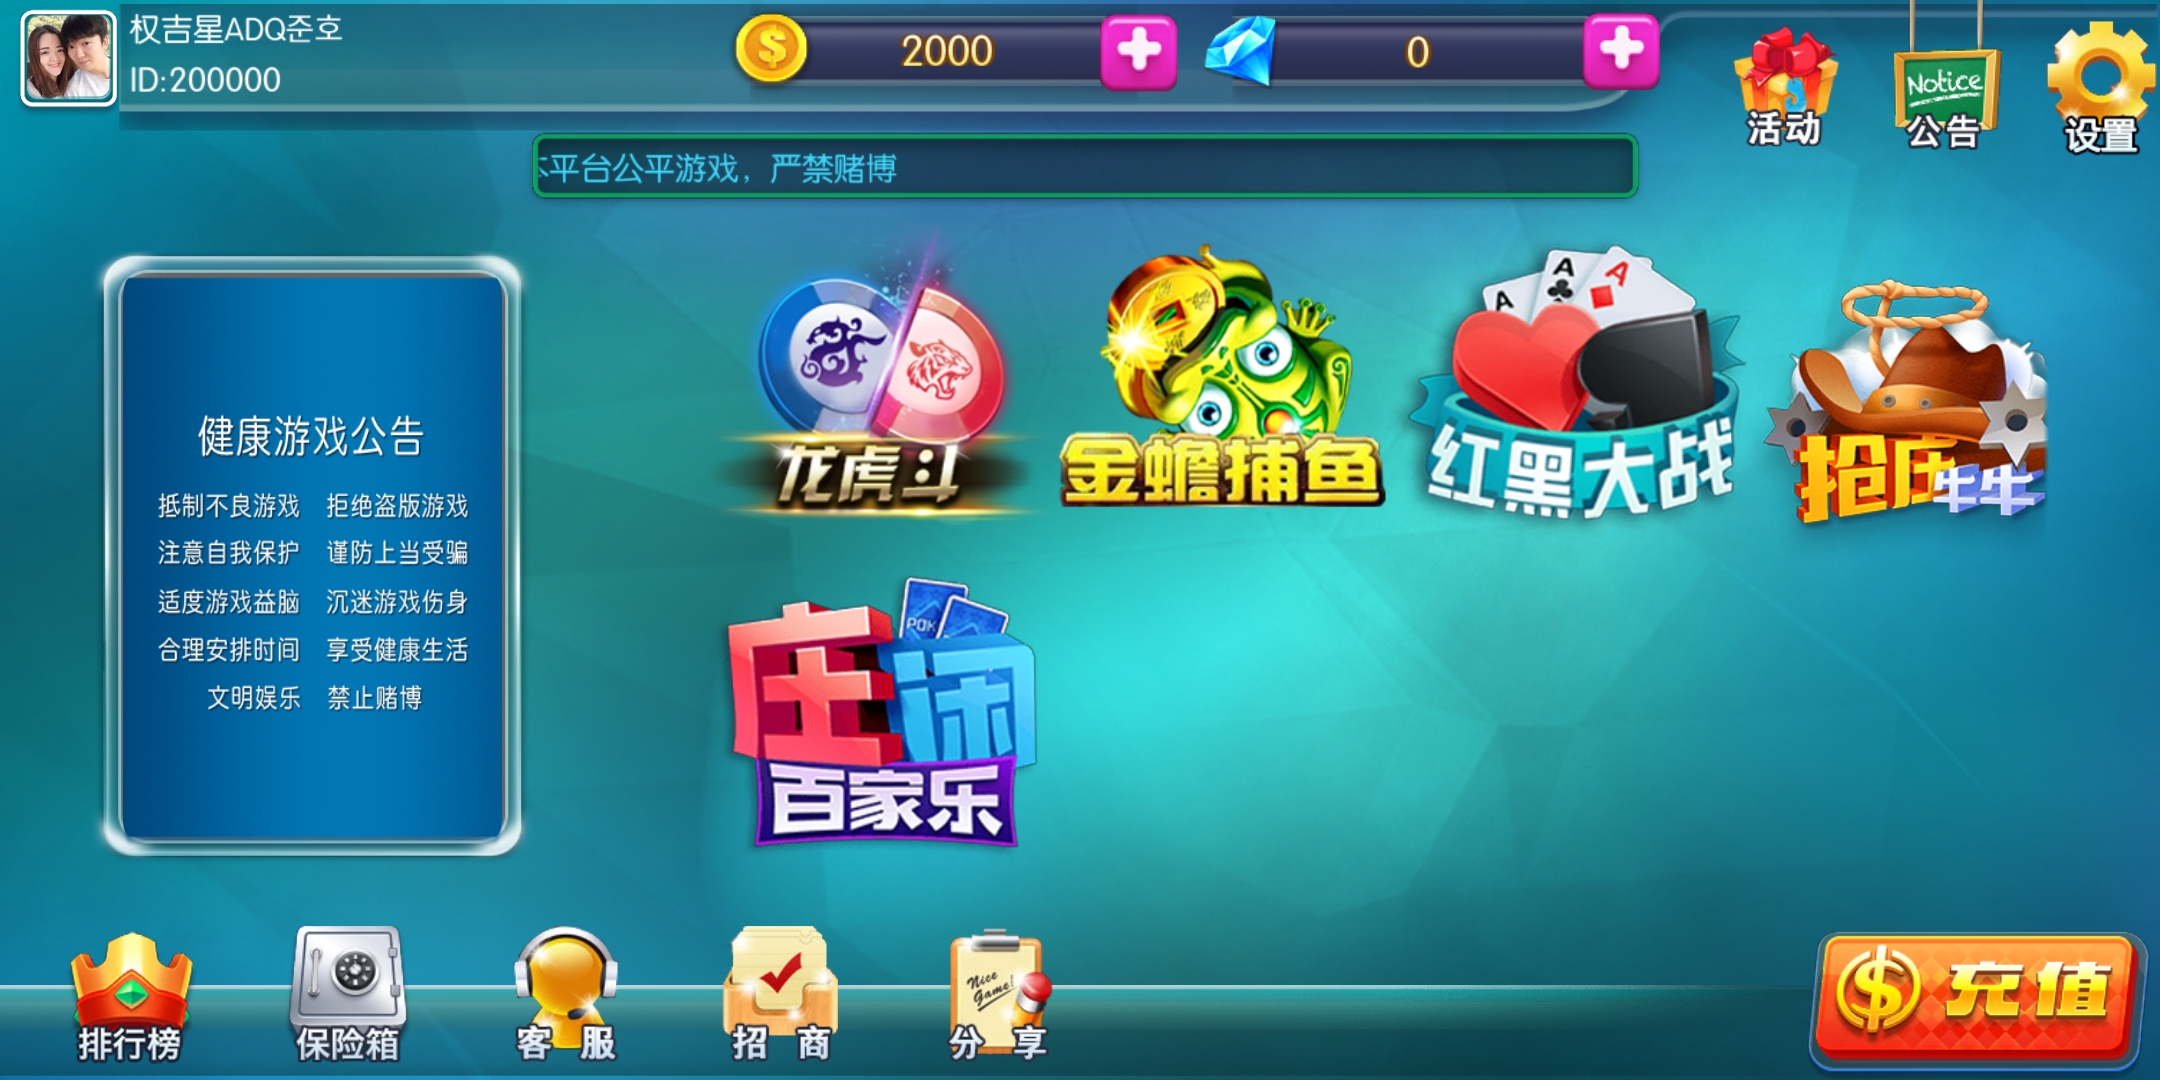 权吉星ADQ준호
ID:200000
2000
0
活动
Notice
公告
设置
平台公平游戏，严禁赌博
健康游戏公告
抵制不良游戏 拒绝盗版游戏
注意自我保护 谨防上当受骗
适度游戏益脑 沉迷游戏伤身
合理安排时间 享受健康生活
文明娱乐 禁止赌博
龙虎斗
金蟾捕鱼
A A A
红黑大战
抢庄牛牛
POK
庄闲
百家乐
排行榜
保险箱
客服
招商
Nice Game!
分享
$ 充值